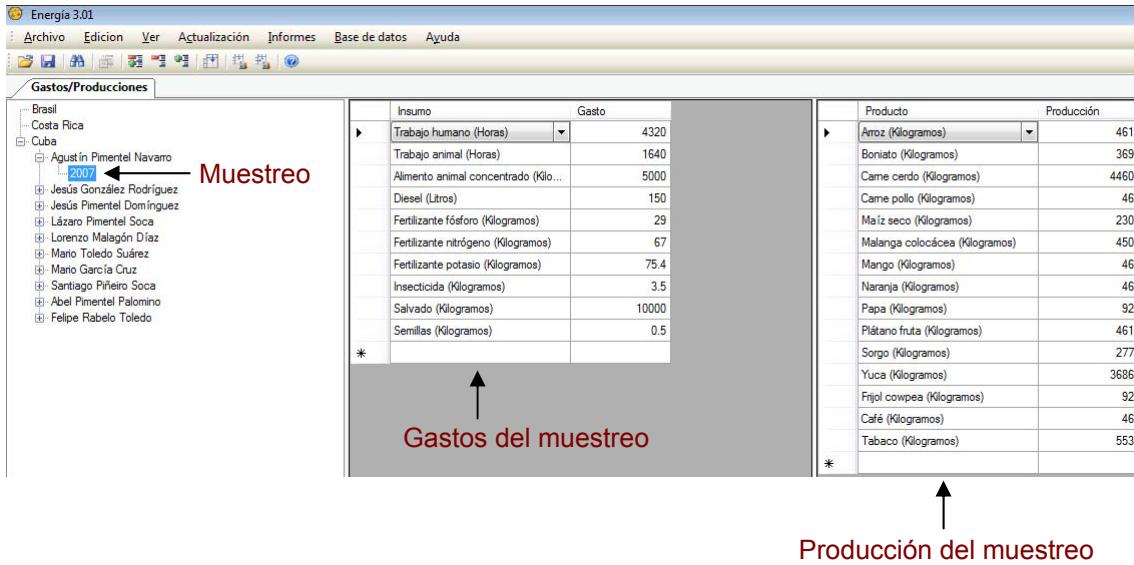 Energía 3.01
Archivo Edicion Ver Actualización Informes Base de datos Ayuda
Gastos/Producciones
Brasil
Costa Rica
Cuba
Agustín Pimentel Navarro
2007
Jesús González Rodríguez
Jesús Pimentel Domínguez
Lázaro Pimentel Soca
Lorenzo Malagón Díaz
Mario Toledo Suárez
Mario García Cruz
Santiago Piñeiro Soca
Abel Pimentel Palomino
Felipe Rabelo Toledo
Muestreo
Insumo Gasto
Trabajo humano (Horas) 4320
Trabajo animal (Horas) 1640
Alimento animal concentrado (Kilo... 5000
Diesel (Litros) 150
Fertilizante fósforo (Kilogramos) 29
Fertilizante nitrógeno (Kilogramos) 67
Fertilizante potasio (Kilogramos) 75.4
Insecticida (Kilogramos) 3.5
Salvado (Kilogramos) 10000
Semillas (Kilogramos) 0.5
Gastos del muestreo
Producto Producción
Arroz (Kilogramos) 461
Boniato (Kilogramos) 369
Carne cerdo (Kilogramos) 4460
Carne pollo (Kilogramos) 46
Maíz seco (Kilogramos) 230
Malanga colocácea (Kilogramos) 450
Mango (Kilogramos) 46
Naranja (Kilogramos) 46
Papa (Kilogramos) 92
Plátano fruta (Kilogramos) 461
Sorgo (Kilogramos) 277
Yuca (Kilogramos) 3686
Frijol cowpea (Kilogramos) 92
Café (Kilogramos) 46
Tabaco (Kilogramos) 553
Producción del muestreo